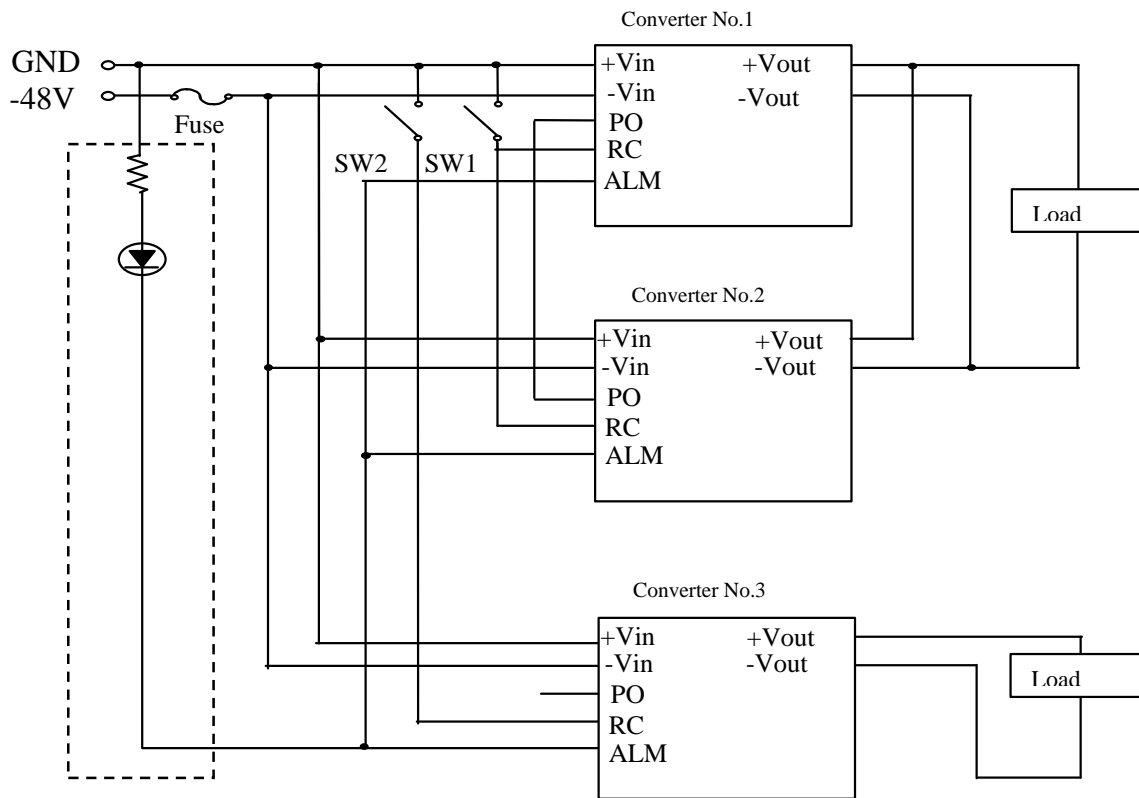 Converter No.1
GND
-48V
Fuse
+Vin
-Vin
PO
RC
ALM
+Vout
-Vout
SW2
SW1
Load
Converter No.2
+Vin
-Vin
PO
RC
ALM
+Vout
-Vout
Converter No.3
+Vin
-Vin
PO
RC
ALM
+Vout
-Vout
Load